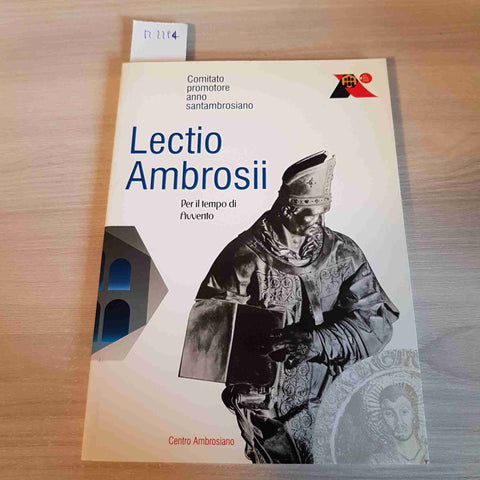 Comitato
promotore
anno
santambrosiano
Lectio
Ambrosii
Per il tempo di
Avvento
Centro Ambrosiano